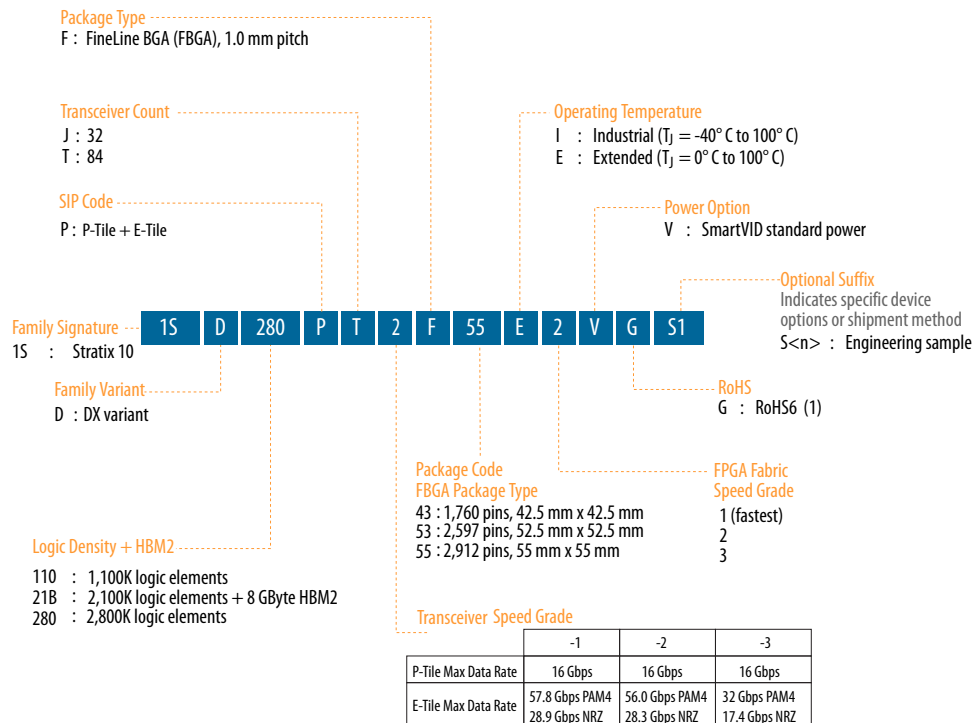 Package Type
F : FineLine BGA (FBGA), 1.0 mm pitch
Transceiver Count
J : 32
T : 84
Operating Temperature
I : Industrial (TJ = -40° C to 100° C)
E : Extended (TJ = 0° C to 100° C)
SIP Code
P : P-Tile + E-Tile
Power Option
V : SmartVID standard power
Optional Suffix
Indicates specific device
options or shipment method
S<n> : Engineering sample
Family Signature
1S : Stratix 10
1S D 280 P T 2 F 55 E 2 V G S1
Family Variant
D : DX variant
RoHS
G : RoHS6 (1)
Package Code
FBGA Package Type
43 : 1,760 pins, 42.5 mm x 42.5 mm
53 : 2,597 pins, 52.5 mm x 52.5 mm
55 : 2,912 pins, 55 mm x 55 mm
FPGA Fabric
Speed Grade
1 (fastest)
2
3
Logic Density + HBM2
110 : 1,100K logic elements
21B : 2,100K logic elements + 8 GByte HBM2
280 : 2,800K logic elements
Transceiver Speed Grade
-1 -2 -3
P-Tile Max Data Rate 16 Gbps 16 Gbps 16 Gbps
E-Tile Max Data Rate 57.8 Gbps PAM4 56.0 Gbps PAM4 32 Gbps PAM4
28.9 Gbps NRZ 28.3 Gbps NRZ 17.4 Gbps NRZ